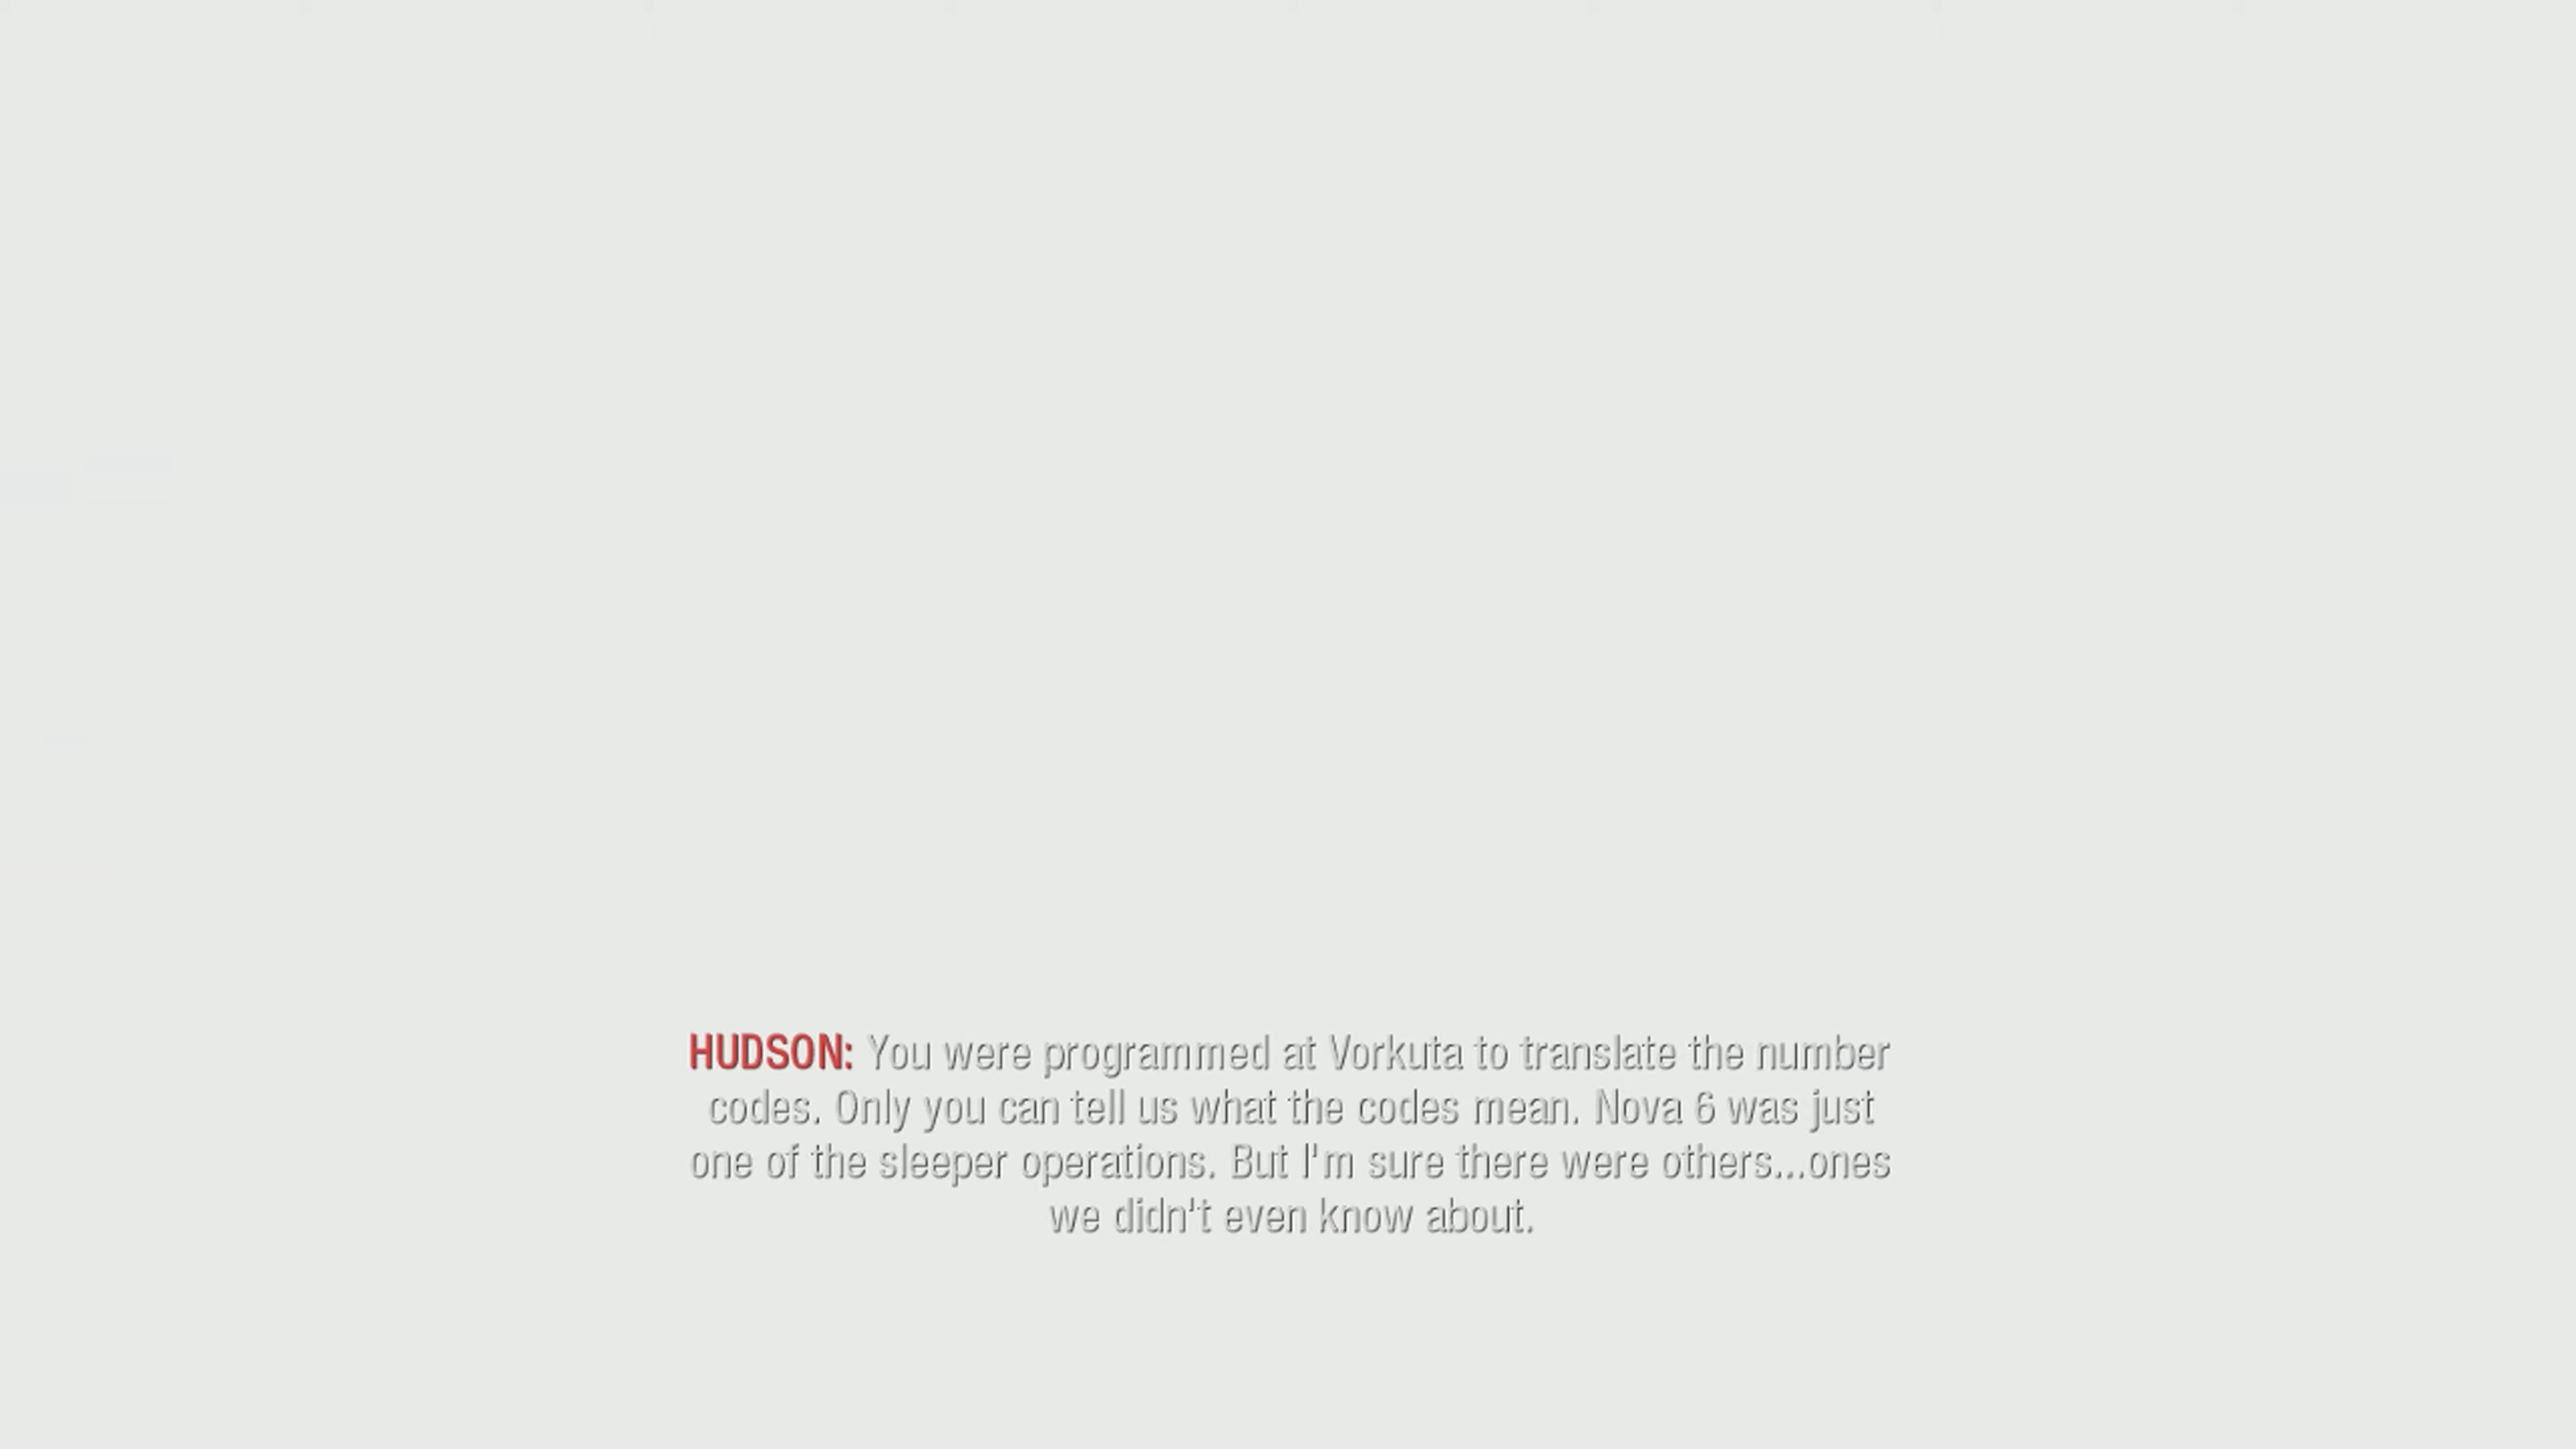 HUDSON: You were programmed at Vorkuta to translate the number
codes. Only you can tell us what the codes mean. Nova 6 was just
one of the sleeper operations. But I'm sure there were others...ones
we didn't even know about.